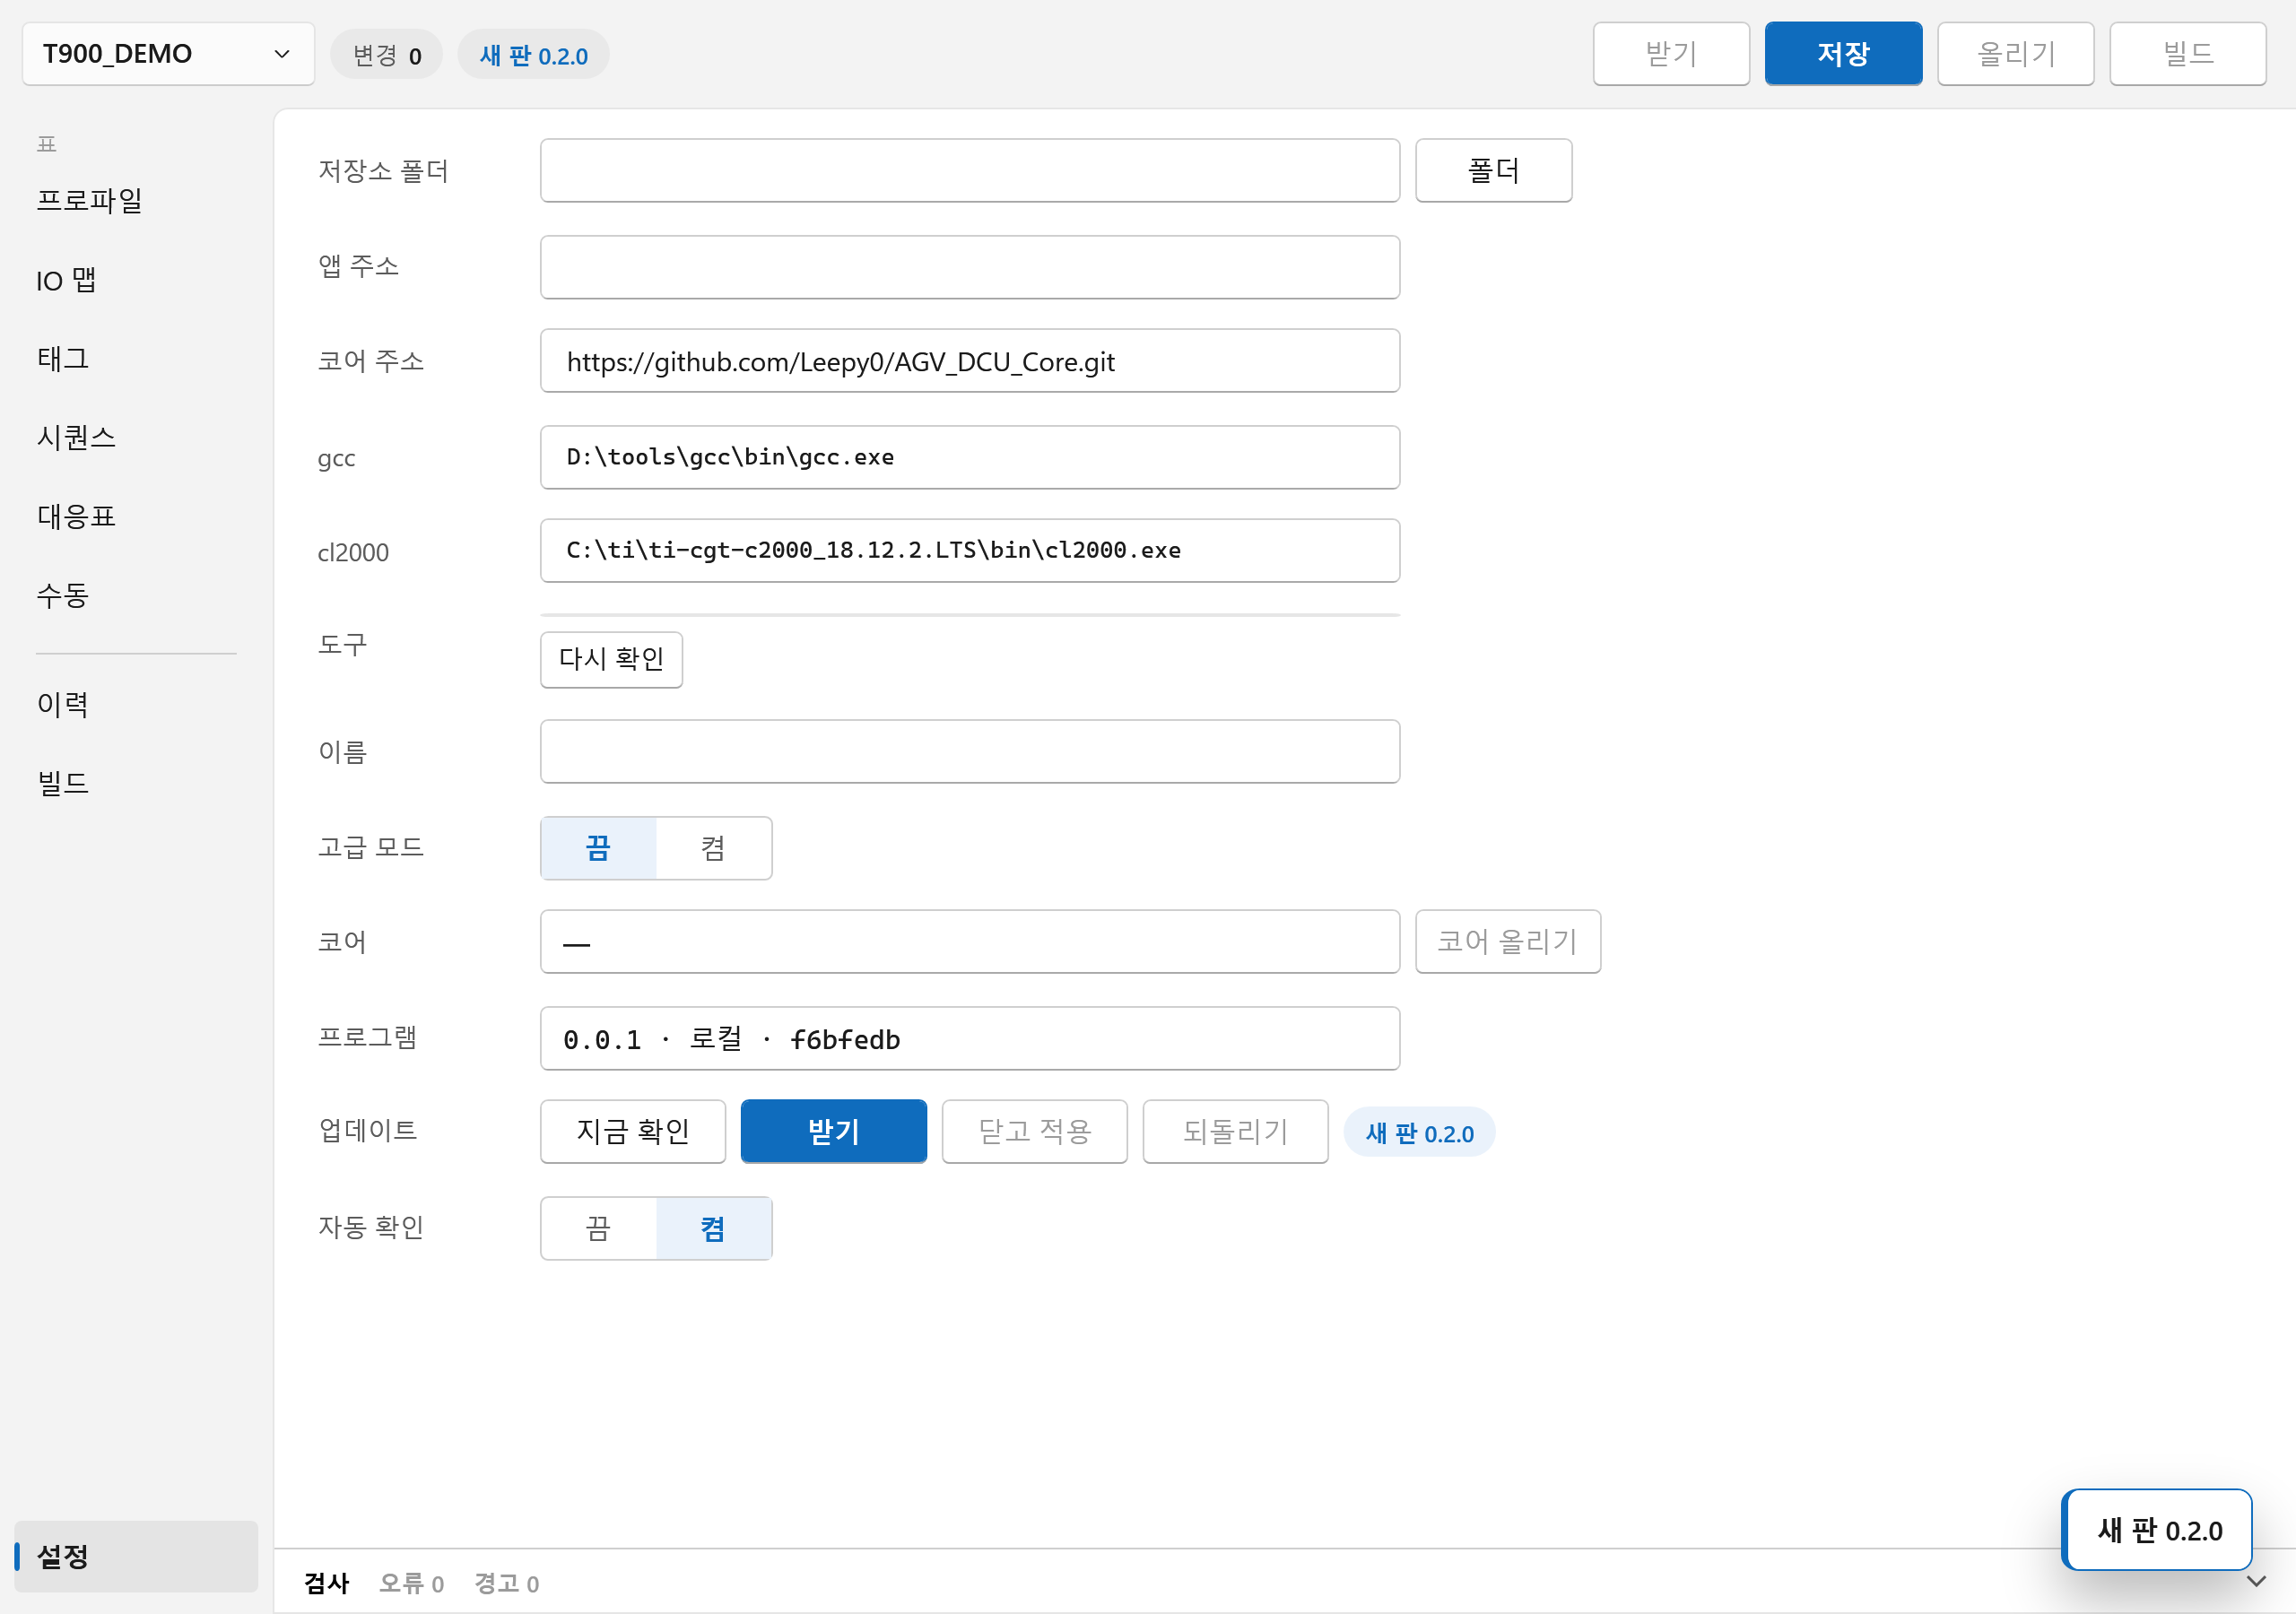 T900_DEMO 변경 0 새 판 0.2.0 받기 저장 올리기 빌드
표
프로파일
IO 맵
태그
시퀀스
대응표
수동
이력
빌드
설정
저장소 폴더 폴더
앱 주소
코어 주소 https://github.com/Leepy0/AGV_DCU_Core.git
gcc D:\tools\gcc\bin\gcc.exe
cl2000 C:\ti\ti-cgt-c2000_18.12.2.LTS\bin\cl2000.exe
도구 다시 확인
이름
고급 모드 끔 켬
코어 — 코어 올리기
프로그램 0.0.1 · 로컬 · f6bfedb
업데이트 지금 확인 받기 닫고 적용 되돌리기 새 판 0.2.0
자동 확인 끔 켬
새 판 0.2.0
검사 오류 0 경고 0